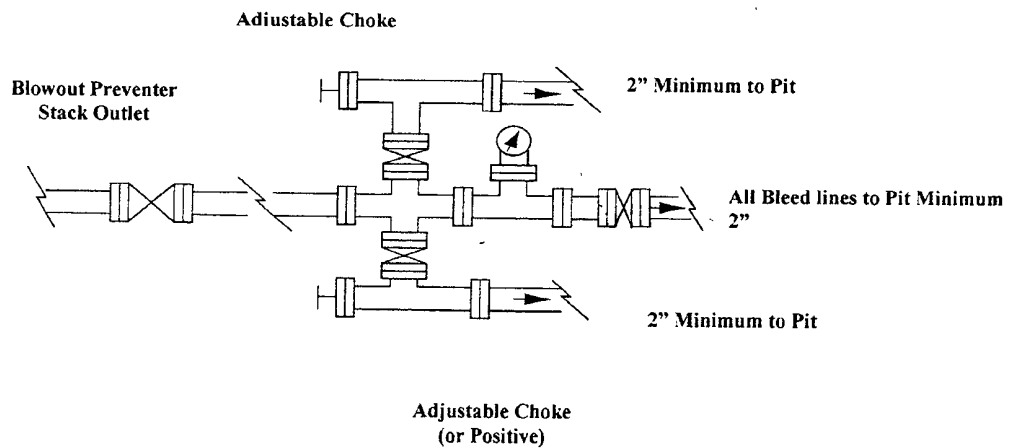 Adiustable Choke
Blowout Preventer
Stack Outlet
2” Minimum to Pit
All Bleed lines to Pit Minimum
2”
2” Minimum to Pit
Adjustable Choke
(or Positive)